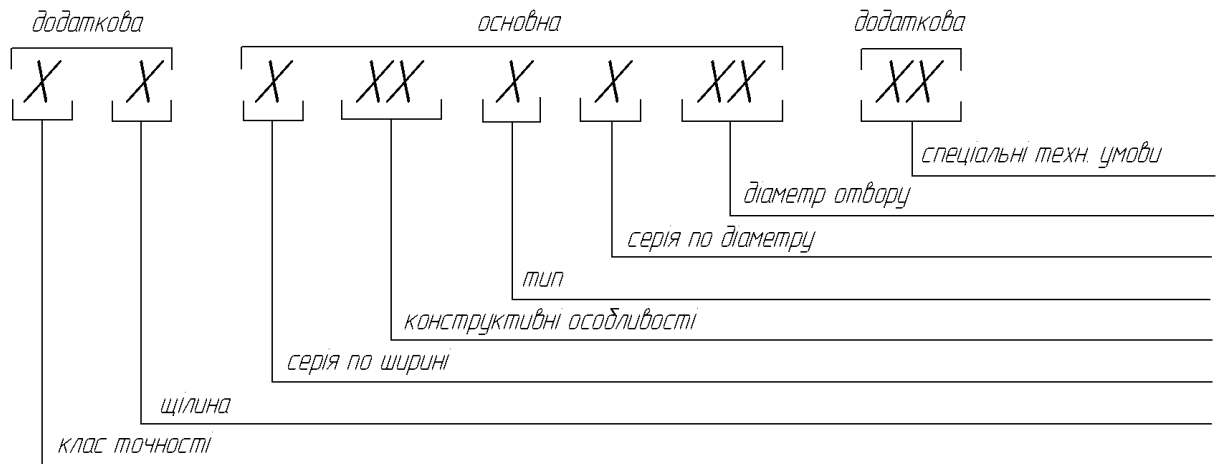 додаткова основна додаткова
X X X XX X X XX XX
спеціальні техн. умови
діаметр отвору
серія по діаметру
тип
конструктивні особливості
серія по ширині
щілина
клас точності